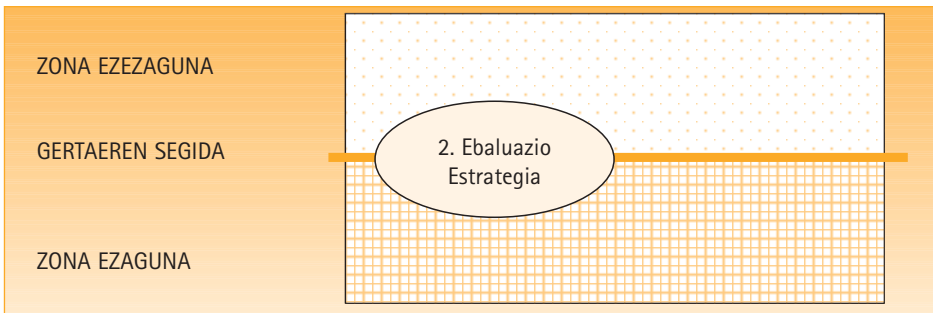 ZONA EZEZAGUNA
GERTAEREN SEGIDA
2. Ebaluazio
Estrategia
ZONA EZAGUNA